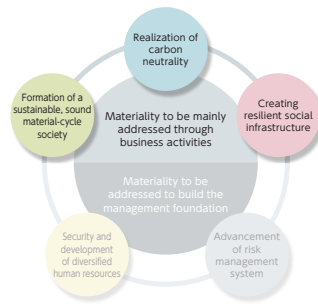 Realization of
carbon
neutrality
Formation of a
sustainable, sound
material-cycle
society
Materiality to be mainly
addressed through
business activities
Creating
resilient social
infrastructure
Materiality to be
addressed to build the
management foundation
Security and
development
of diversified
human resources
Advancement
of risk
management
system